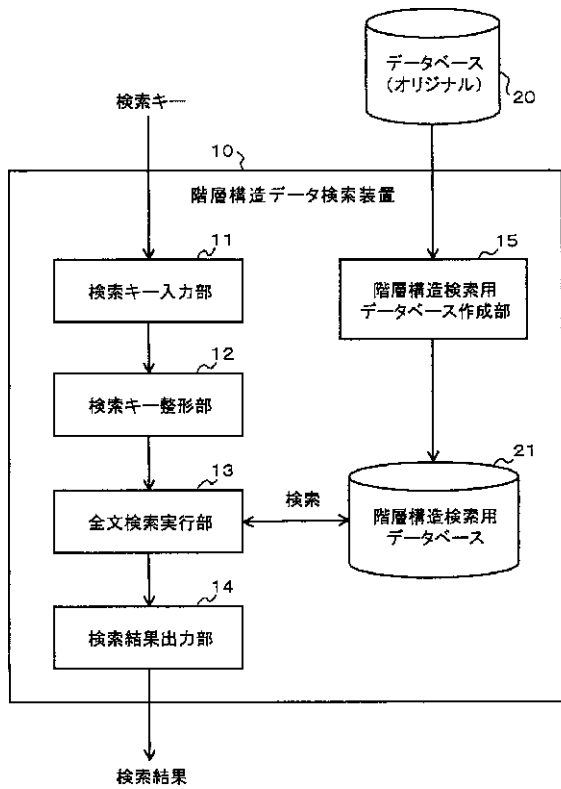 データベース
(オリジナル)
20
検索キー
10
階層構造データ検索装置
11
検索キー入力部
15
階層構造検索用
データベース作成部
12
検索キー整形部
13
全文検索実行部
検索
21
階層構造検索用
データベース
14
検索結果出力部
検索結果